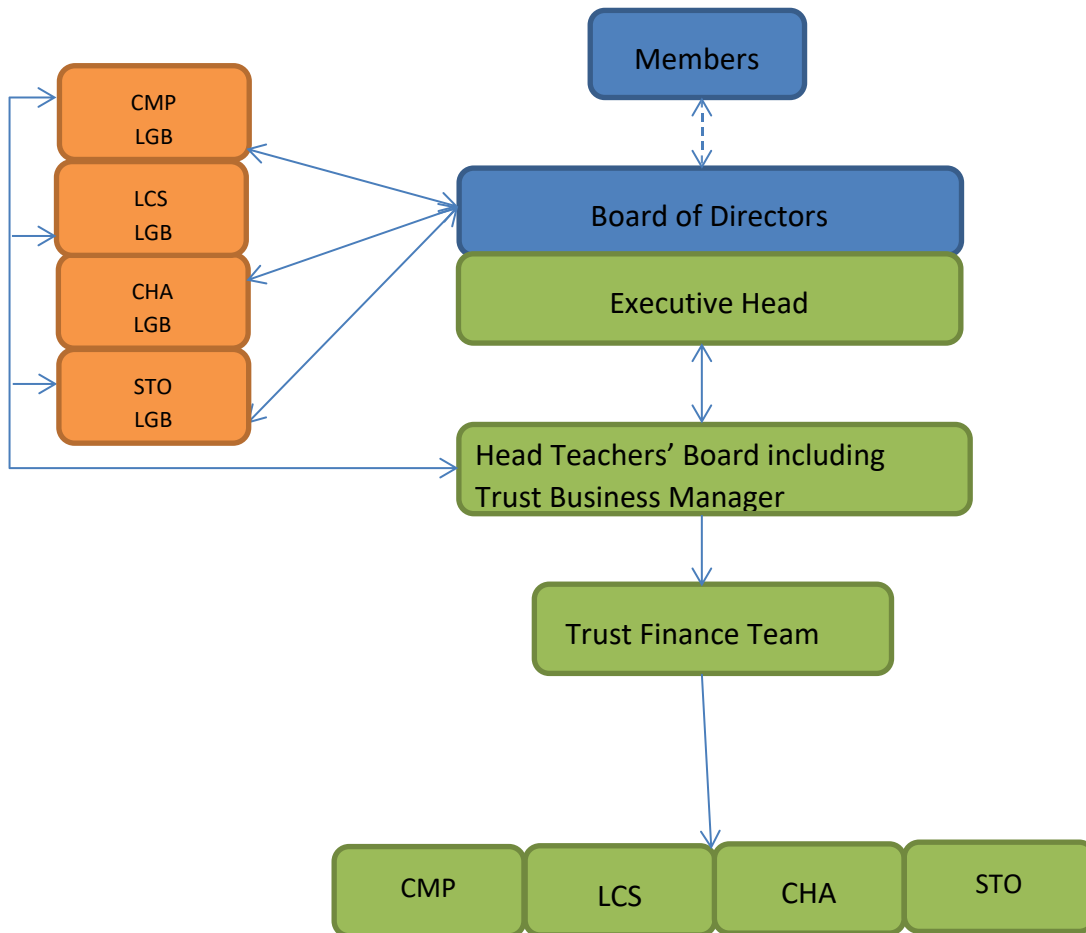 Members
CMP
LGB
LCS
LGB
CHA
LGB
STO
LGB
Board of Directors
Executive Head
Head Teachers’ Board including
Trust Business Manager
Trust Finance Team
CMP
LCS
CHA
STO